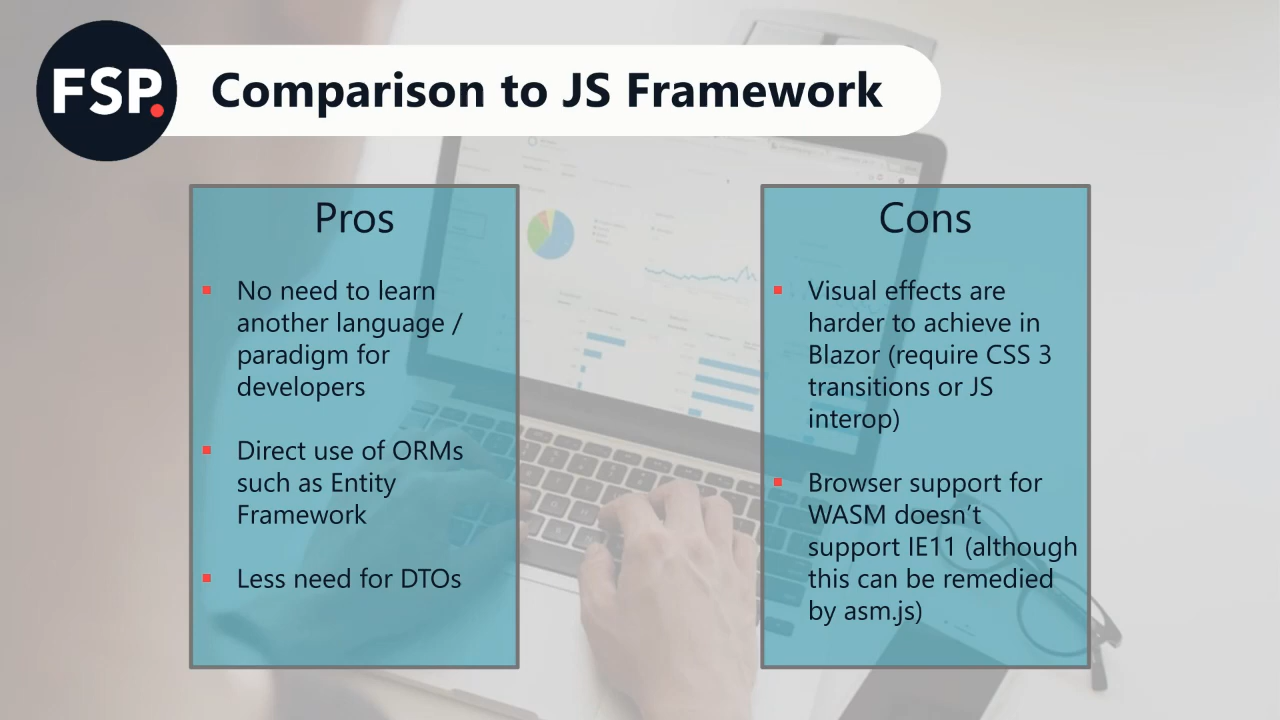 FSP.
Comparison to JS Framework
Pros
No need to learn
another language /
paradigm for
developers
Direct use of ORMs
such as Entity
Framework
Less need for DTOs
Cons
Visual effects are
harder to achieve in
Blazor (require CSS 3
transitions or JS
interop)
Browser support for
WASM doesn’t
support IE11 (although
this can be remedied
by asm.js)